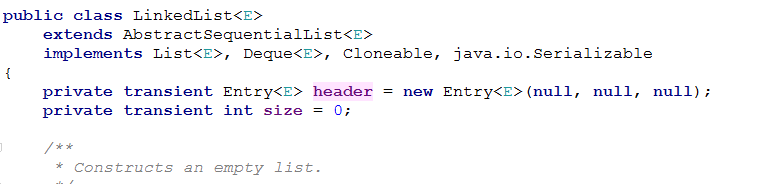 public class LinkedList<E>
    extends AbstractSequentialList<E>
    implements List<E>, Deque<E>, Cloneable, java.io.Serializable
{
    private transient Entry<E> header = new Entry<E>(null, null, null);
    private transient int size = 0;
    /**
     * Constructs an empty list.
     */